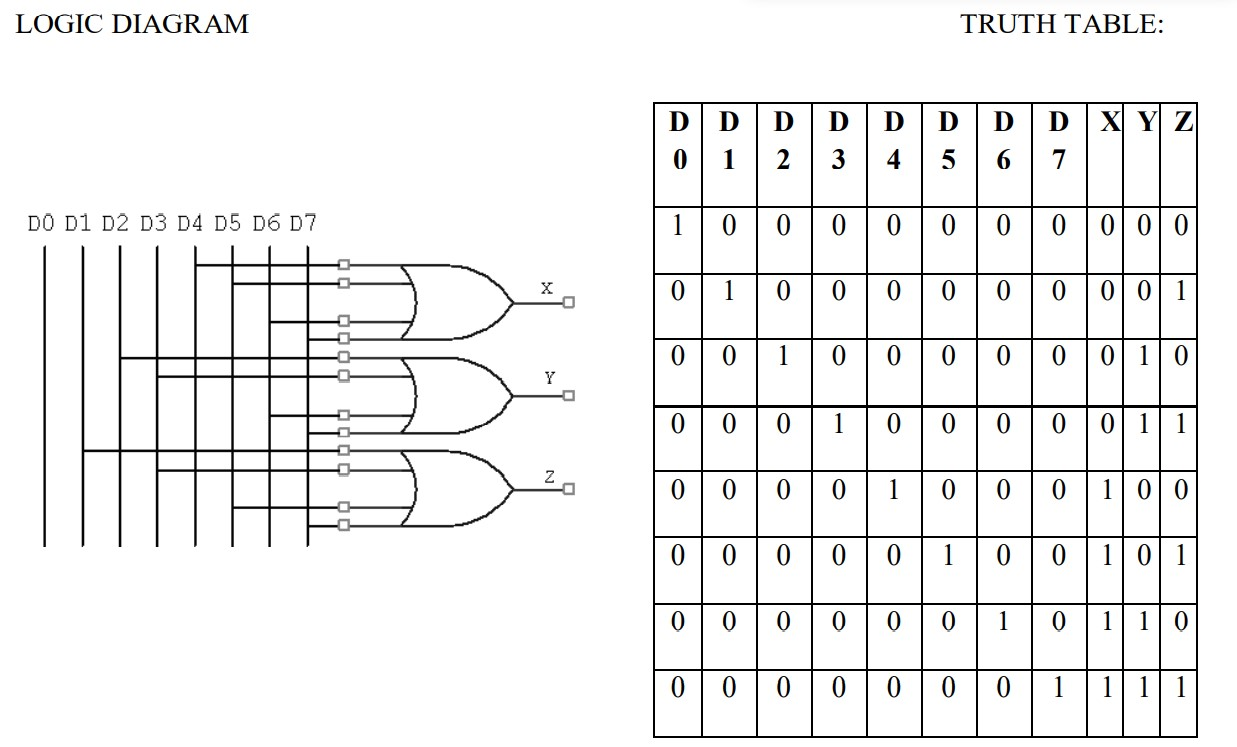 LOGIC DIAGRAM
TRUTH TABLE:
D0 D1 D2 D3 D4 D5 D6 D7
X
Y
Z
D D D D D D D D X Y Z
0 1 2 3 4 5 6 7
1 0 0 0 0 0 0 0 0 0 0
0 1 0 0 0 0 0 0 0 0 1
0 0 1 0 0 0 0 0 0 1 0
0 0 0 1 0 0 0 0 0 1 1
0 0 0 0 1 0 0 0 1 0 0
0 0 0 0 0 1 0 0 1 0 1
0 0 0 0 0 0 1 0 1 1 0
0 0 0 0 0 0 0 1 1 1 1